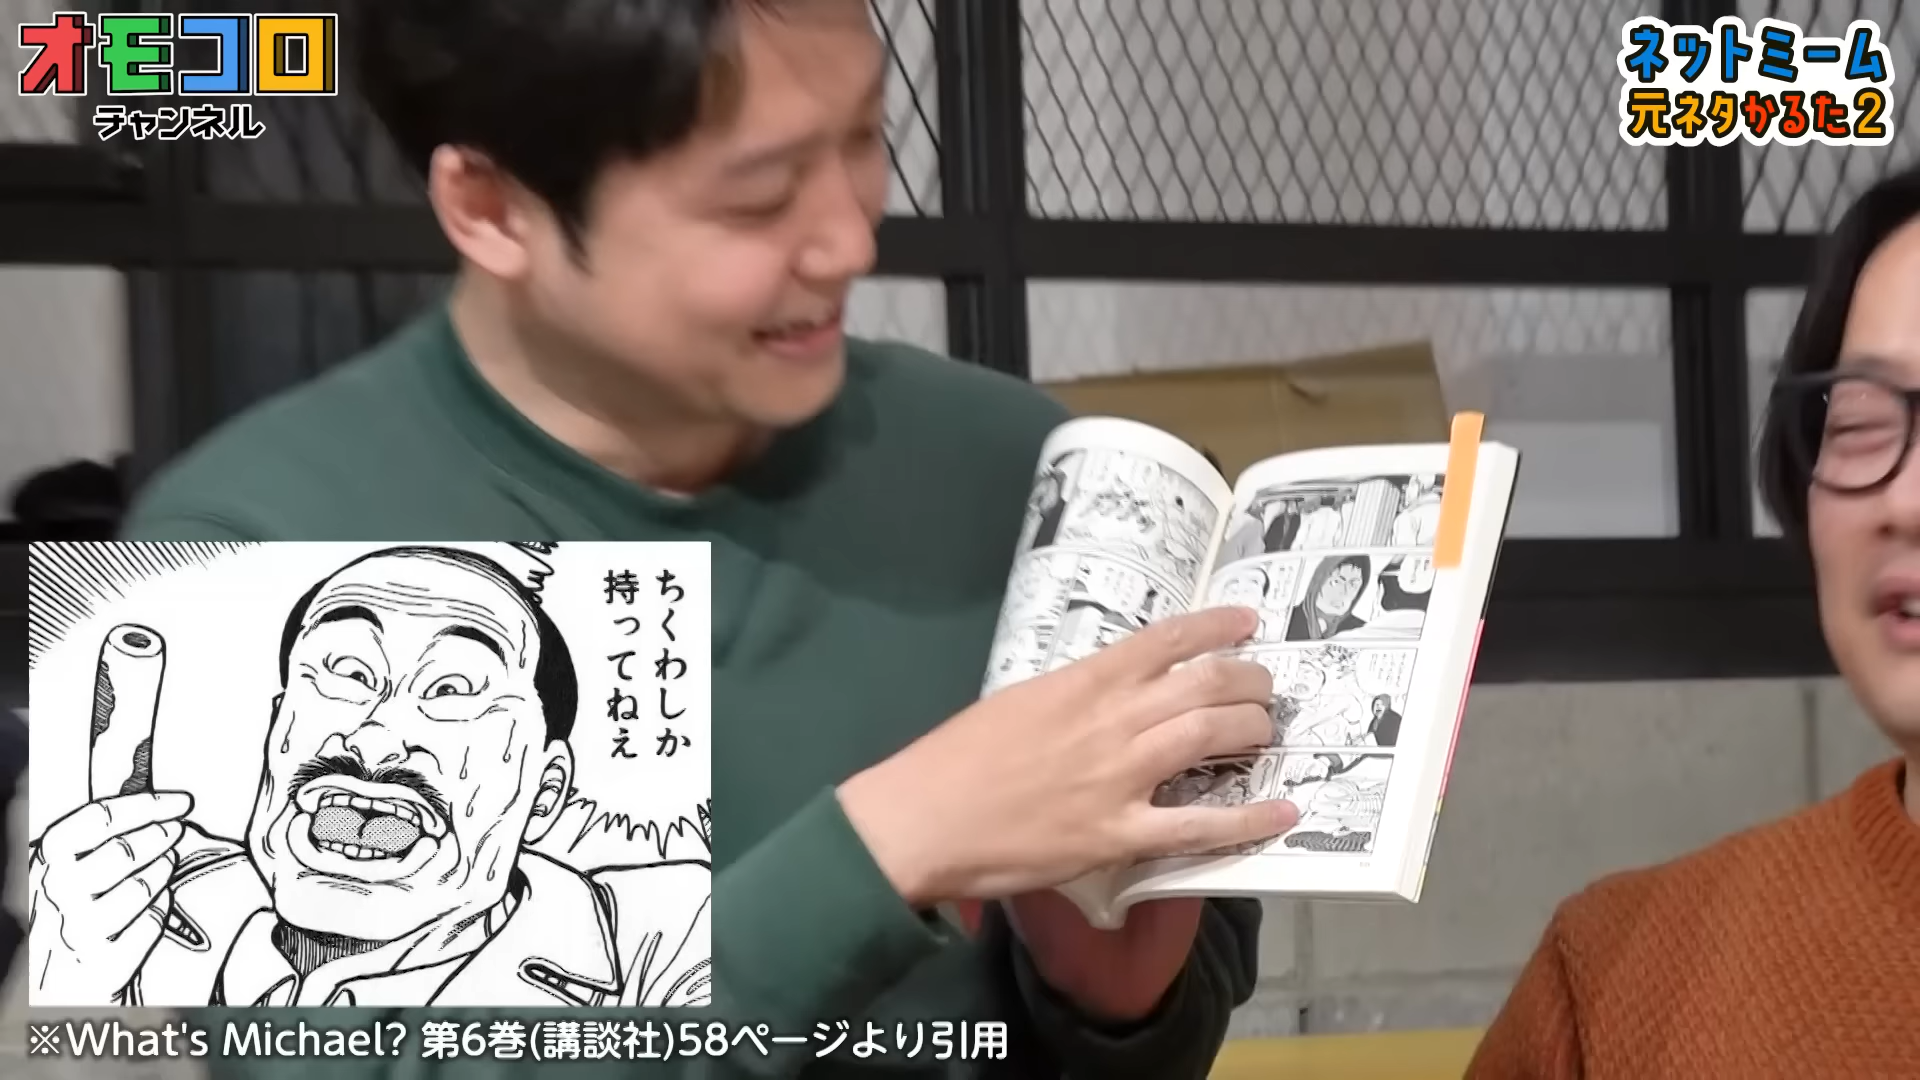 オモコロ
チャンネル
ネットミーム
元ネタかるた2
ちくわしか
持ってねえ
※What's Michael? 第6巻(講談社)58ページより引用